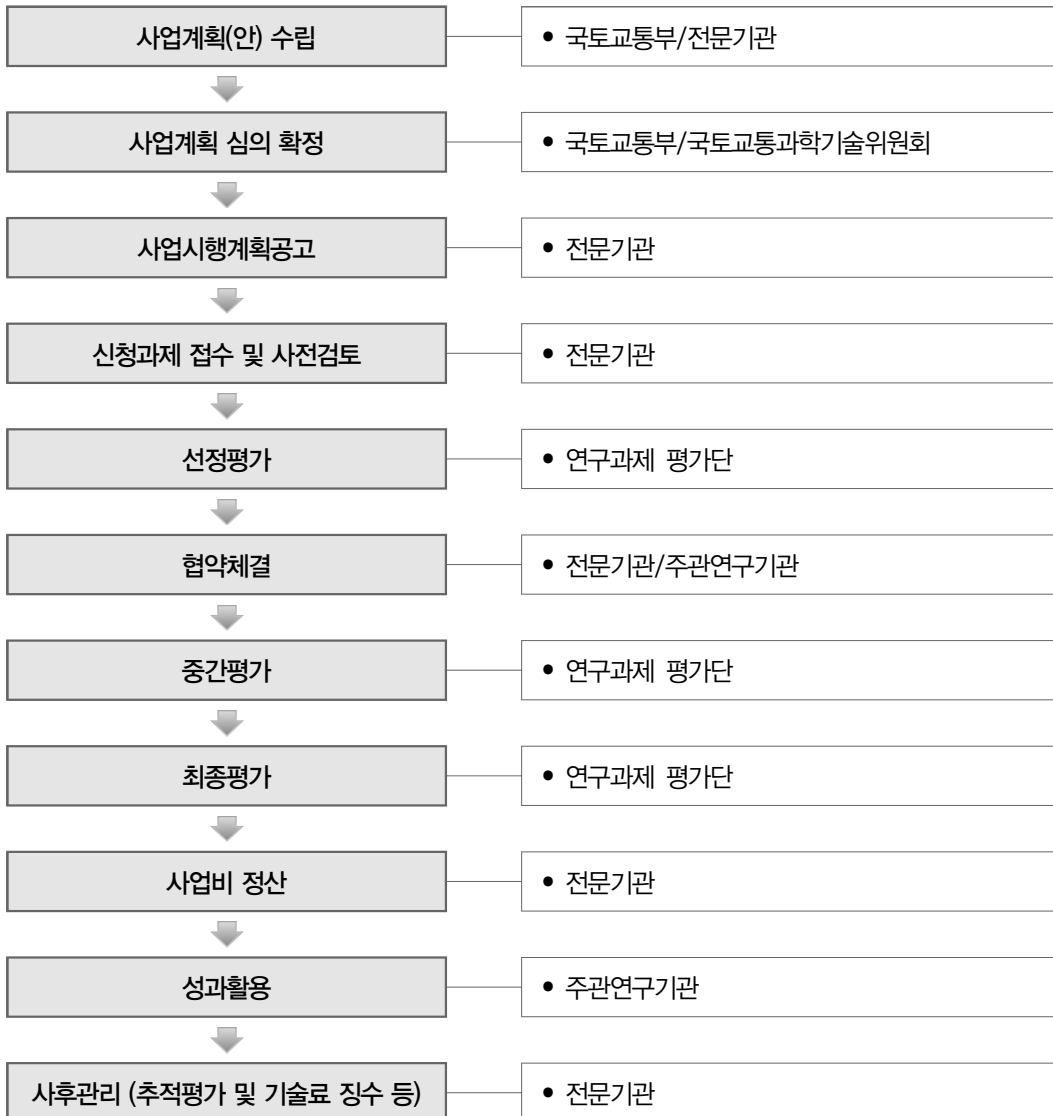 사업계획(안) 수립
• 국토교통부/전문기관
사업계획 심의 확정
• 국토교통부/국토교통과학기술위원회
사업시행계획공고
• 전문기관
신청과제 접수 및 사전검토
• 전문기관
선정평가
• 연구과제 평가단
협약체결
• 전문기관/주관연구기관
중간평가
• 연구과제 평가단
최종평가
• 연구과제 평가단
사업비 정산
• 전문기관
성과활용
• 주관연구기관
사후관리 (추적평가 및 기술료 징수 등)
• 전문기관